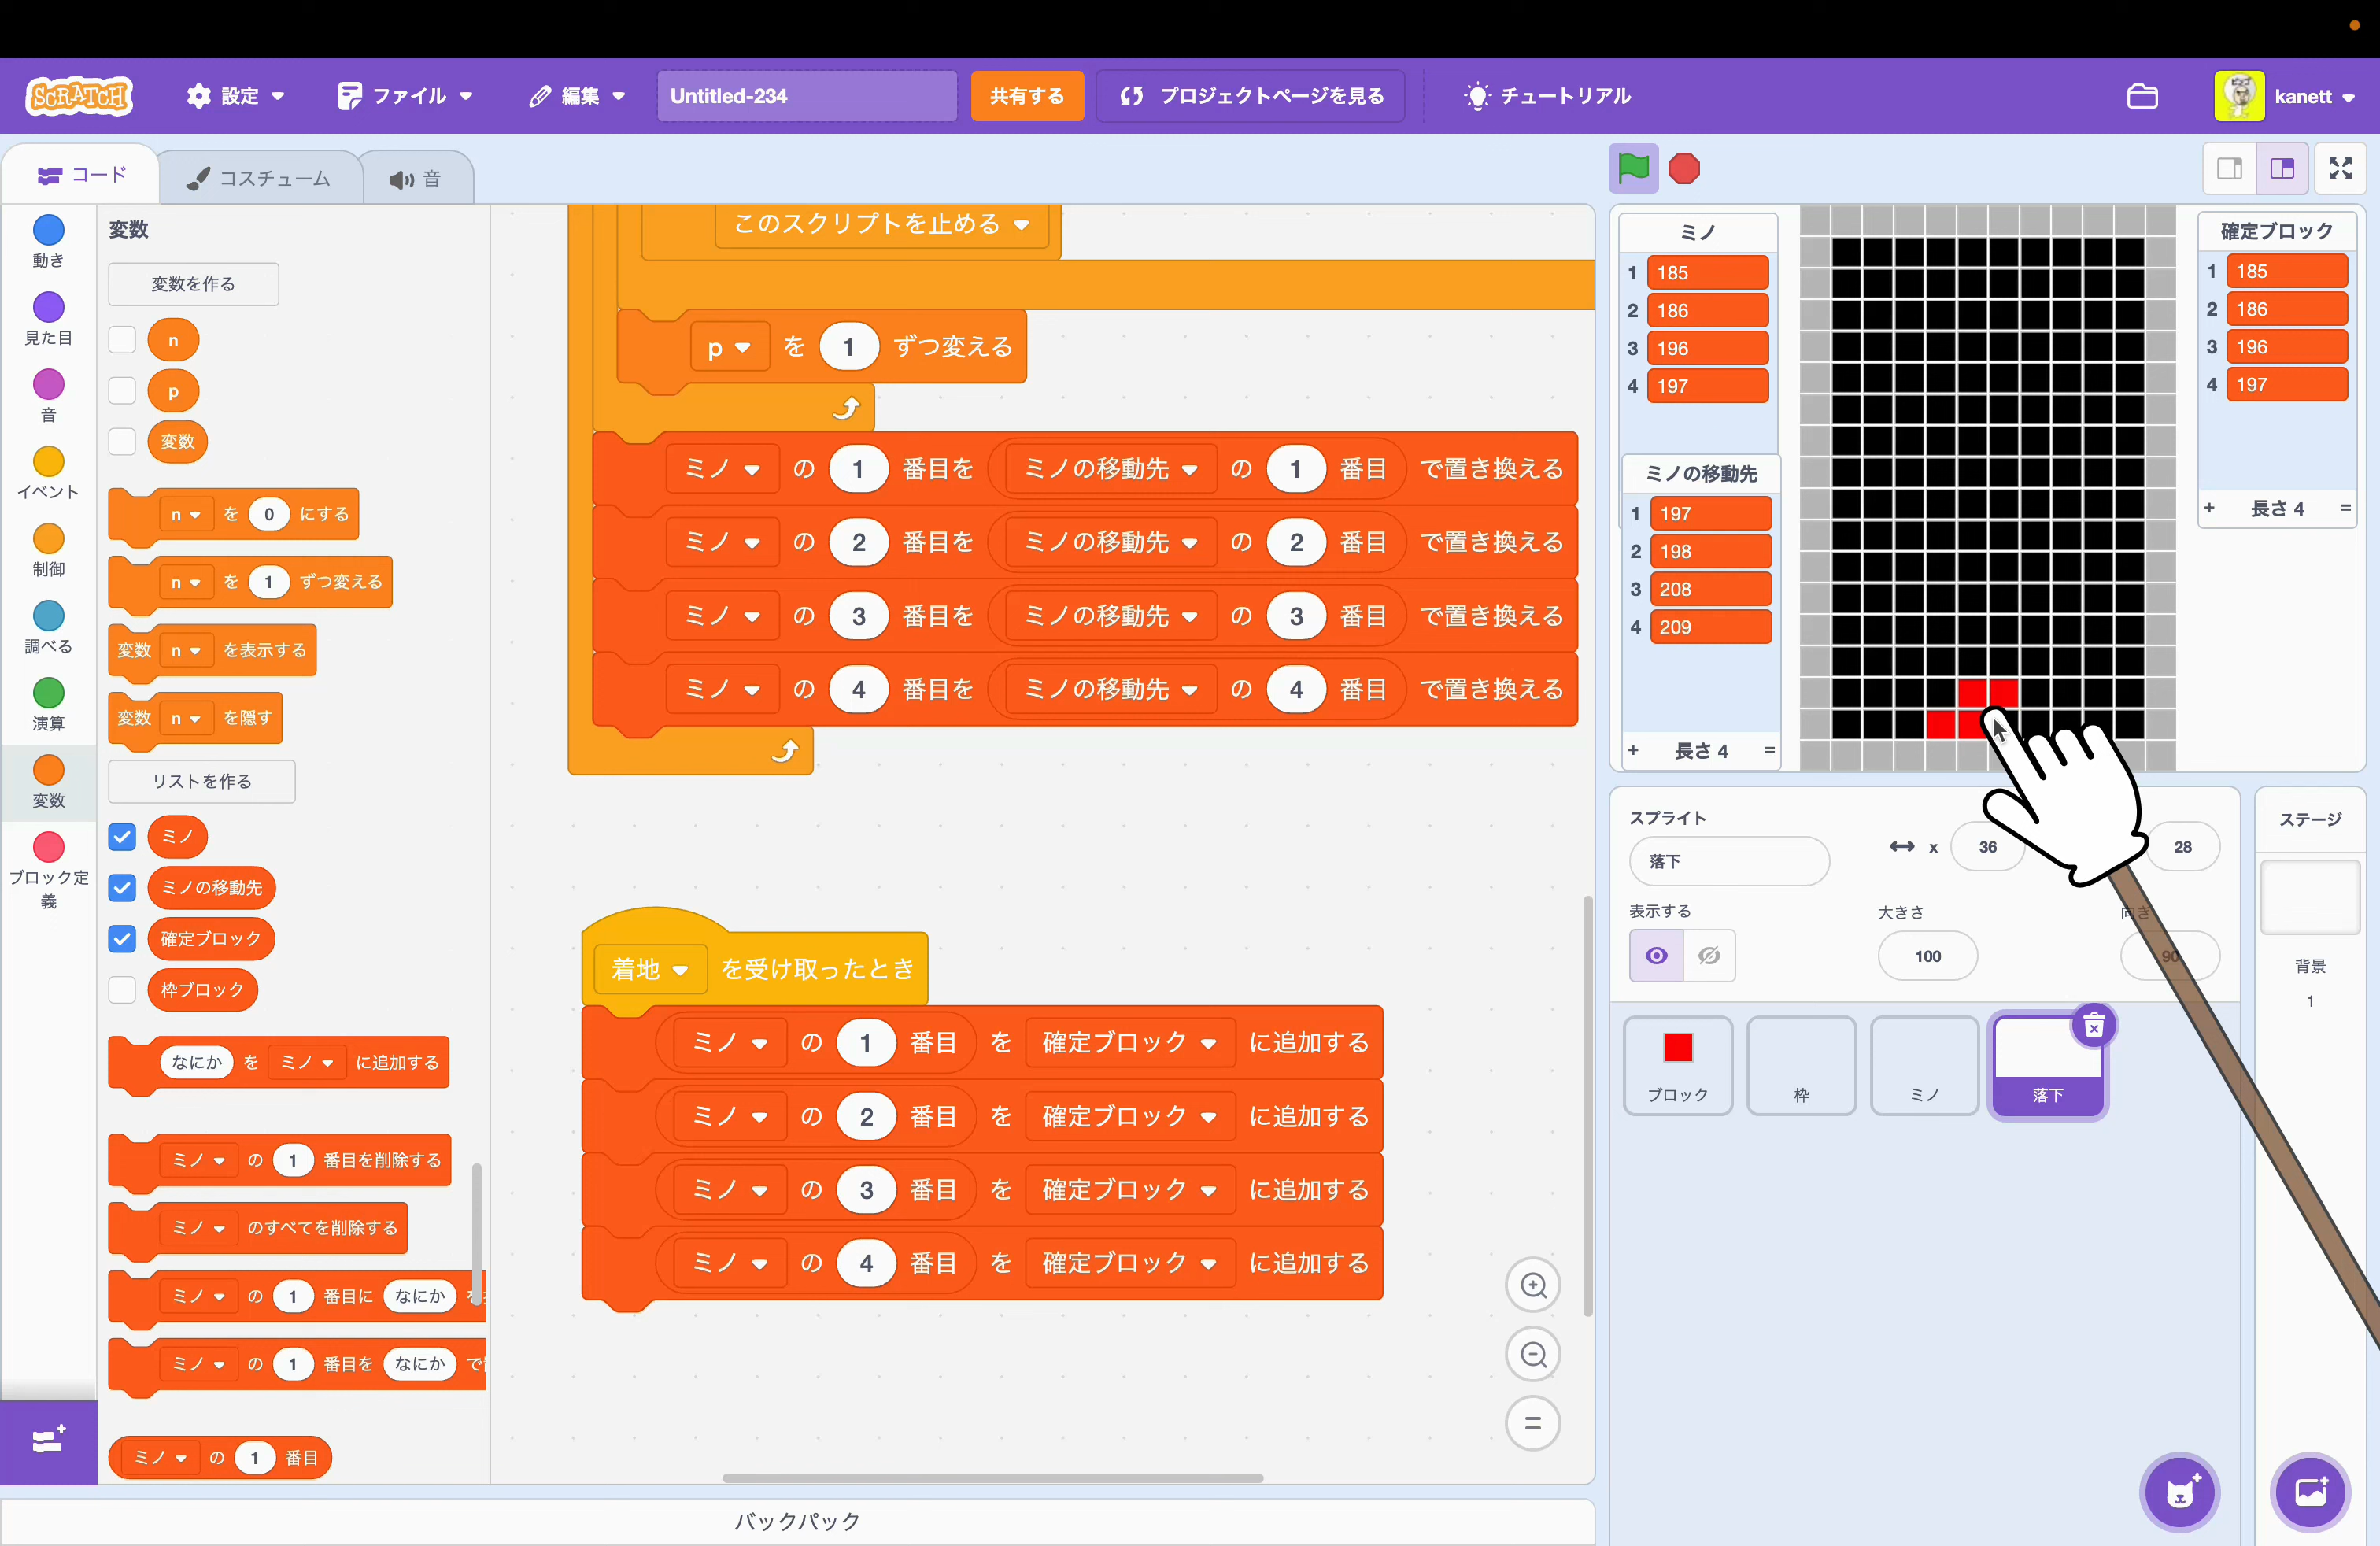 SCRATCH
設定
ファイル
編集
Untitled-234
共有する
プロジェクトページを見る
チュートリアル
kanett
コード
コスチューム
音
動き
見た目
音
イベント
制御
調べる
演算
変数
ブロック定
義
変数
変数を作る
n
p
変数
n を 0 にする
n を 1 ずつ変える
変数 n を表示する
変数 n を隠す
リストを作る
ミノ
ミノの移動先
確定ブロック
枠ブロック
なにか を ミノ に追加する
ミノ の 1 番目を削除する
ミノ のすべてを削除する
ミノ の 1 番目に なにか
ミノ の 1 番目を なにか で
ミノ の 1 番目
このスクリプトを止める
p を 1 ずつ変える
ミノ の 1 番目を ミノの移動先 の 1 番目 で置き換える
ミノ の 2 番目を ミノの移動先 の 2 番目 で置き換える
ミノ の 3 番目を ミノの移動先 の 3 番目 で置き換える
ミノ の 4 番目を ミノの移動先 の 4 番目 で置き換える
着地 を受け取ったとき
ミノ の 1 番目 を 確定ブロック に追加する
ミノ の 2 番目 を 確定ブロック に追加する
ミノ の 3 番目 を 確定ブロック に追加する
ミノ の 4 番目 を 確定ブロック に追加する
バックパック
ミノ
1 185
2 186
3 196
4 197
ミノの移動先
1 197
2 198
3 208
4 209
+ 長さ 4 =
確定ブロック
1 185
2 186
3 196
4 197
+ 長さ 4 =
スプライト
落下
x 36
28
表示する
大きさ
100
向き
90
ブロック
枠
ミノ
落下
ステージ
背景
1